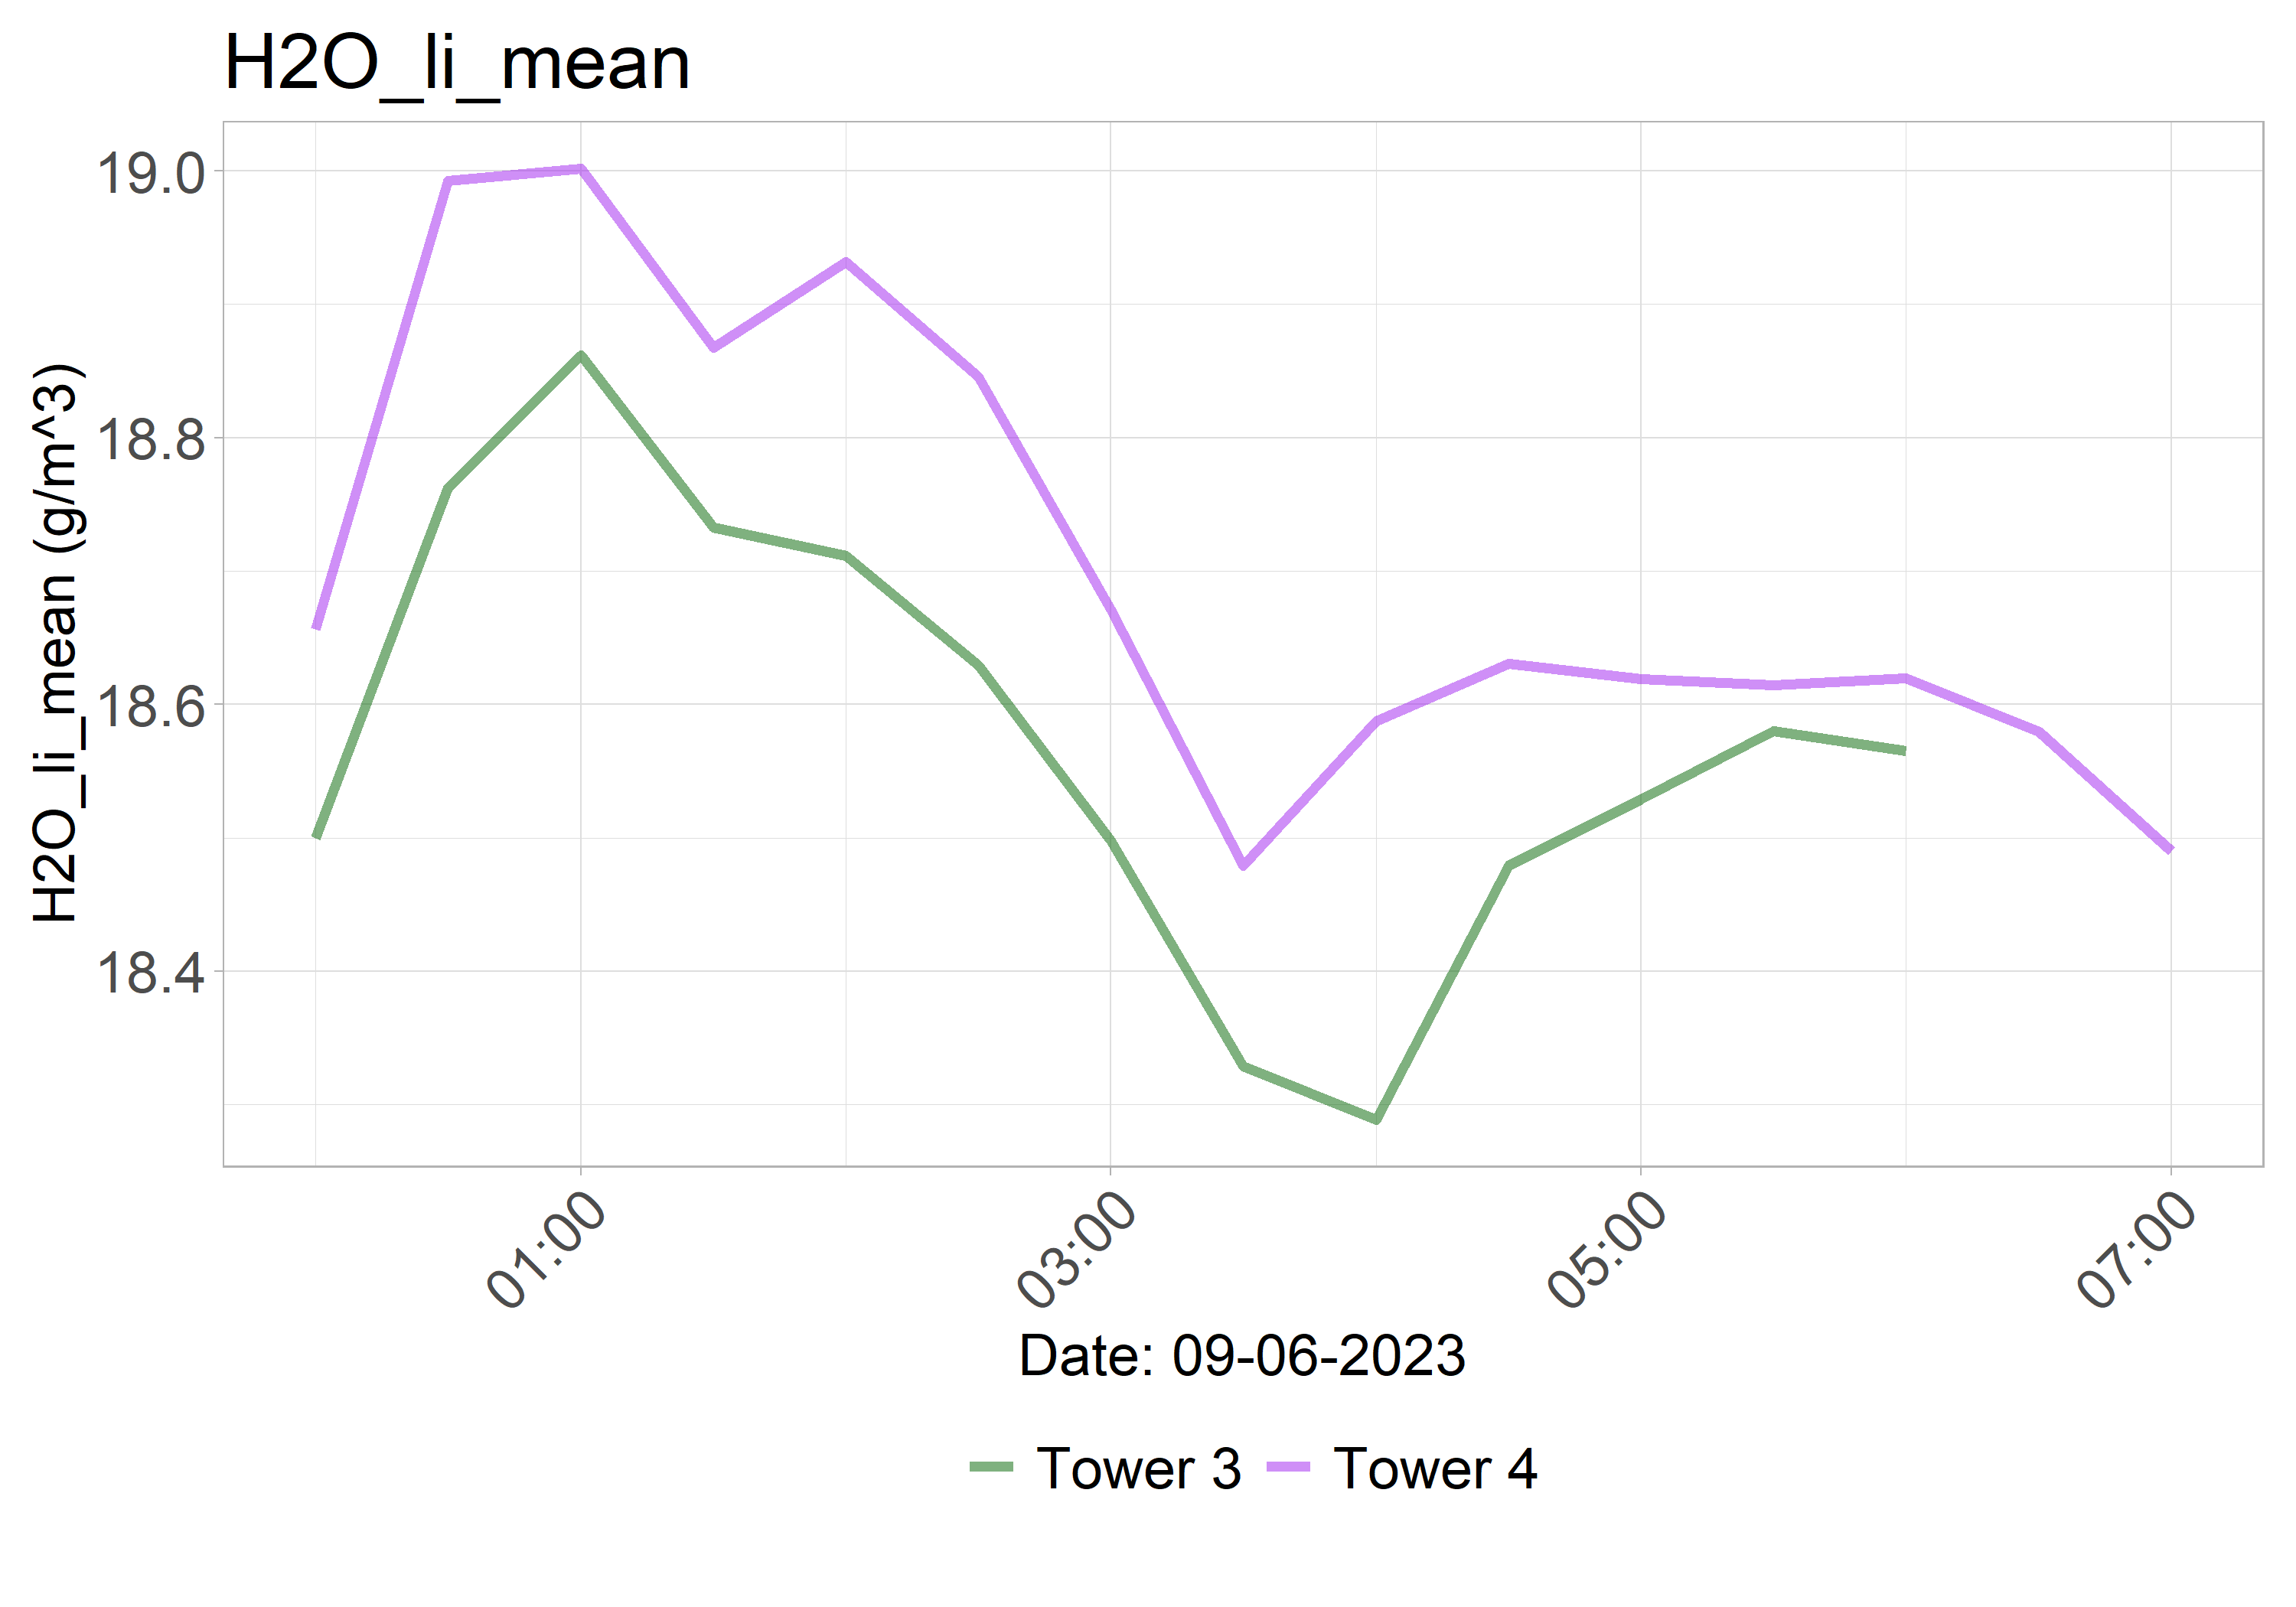 H2O_li_mean
H2O_li_mean (g/m^3)
19.0
18.8
18.6
18.4
01:00
03:00
05:00
07:00
Date: 09-06-2023
Tower 3
Tower 4